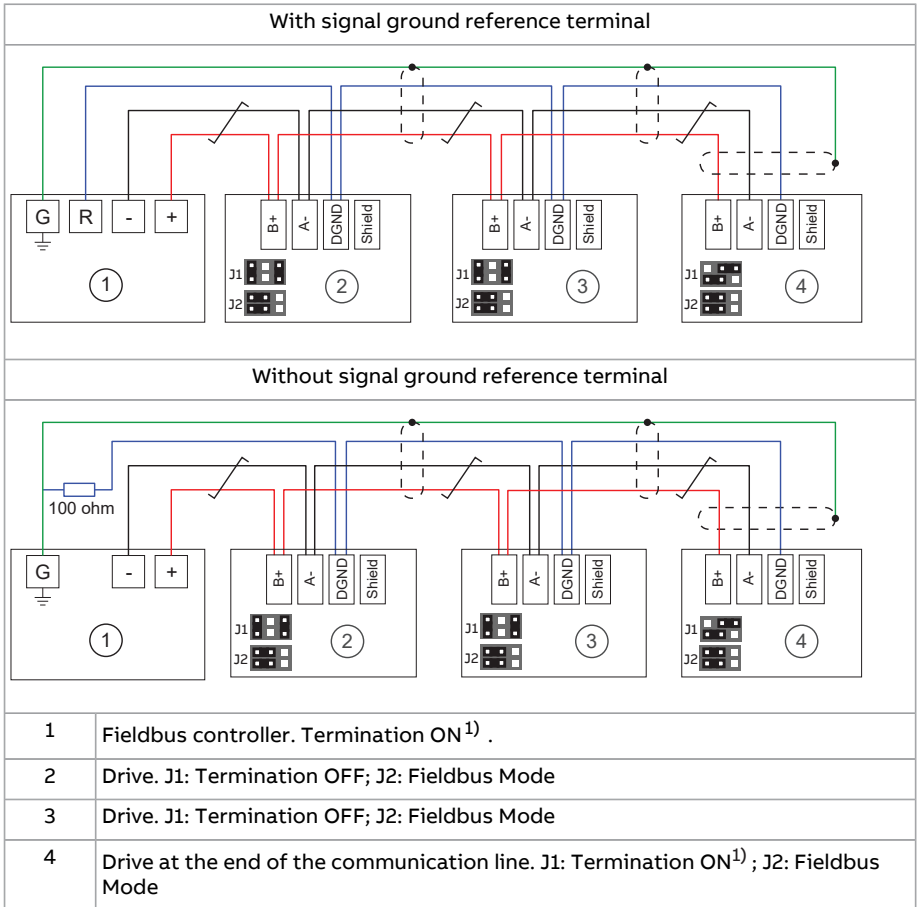 With signal ground reference terminal
G R - +
B+ A- DGND Shield
B+ A- DGND Shield
B+ A- DGND Shield
J1
J2
J1
J2
J1
J2
1
2
3
4
Without signal ground reference terminal
100 ohm
G - +
B+ A- DGND Shield
B+ A- DGND Shield
B+ A- DGND Shield
J1
J2
J1
J2
J1
J2
1
2
3
4
1 Fieldbus controller. Termination ON1) .
2 Drive. J1: Termination OFF; J2: Fieldbus Mode
3 Drive. J1: Termination OFF; J2: Fieldbus Mode
4 Drive at the end of the communication line. J1: Termination ON1) ; J2: Fieldbus
Mode